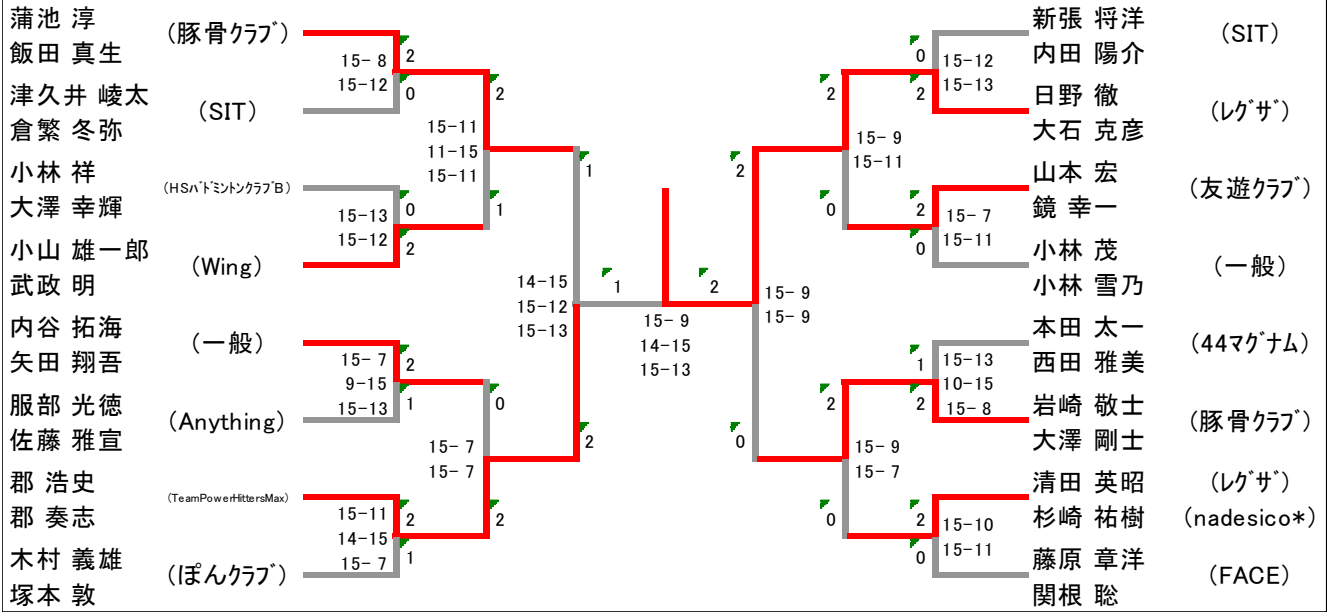 蒲池 淳
飯田 真生
(豚骨クラブ)
津久井 崚太
倉繁 冬弥
(SIT)
小林 祥
大澤 幸輝
(HSバドミントンクラブB)
小山 雄一郎
武政 明
(Wing)
内谷 拓海
矢田 翔吾
(一般)
服部 光徳
佐藤 雅宣
(Anything)
郡 浩史
郡 奏志
(TeamPowerHittersMax)
木村 義雄
塚本 敦
(ぽんクラブ)
15- 8
15-12
2
0
15-13
15-12
0
2
15- 7
9-15
15-13
2
1
15-11
14-15
15- 7
2
1
15-11
11-15
15-11
2
1
15- 7
15- 7
0
2
14-15
15-12
15-13
1
2
1
2
15- 9
14-15
15-13
2
0
15- 9
15- 9
2
0
15- 9
15-11
2
0
15- 9
15- 7
0
2
15-12
15-13
2
0
15- 7
15-11
1
2
15-13
10-15
15- 8
2
0
15-10
15-11
新張 将洋
内田 陽介
(SIT)
日野 徹
大石 克彦
(レグザ)
山本 宏
鏡 幸一
(友遊クラブ)
小林 茂
小林 雪乃
(一般)
本田 太一
西田 雅美
(44マグナム)
岩崎 敬士
大澤 剛士
(豚骨クラブ)
清田 英昭
杉崎 祐樹
(レグザ)
(nadesico*)
藤原 章洋
関根 聡
(FACE)